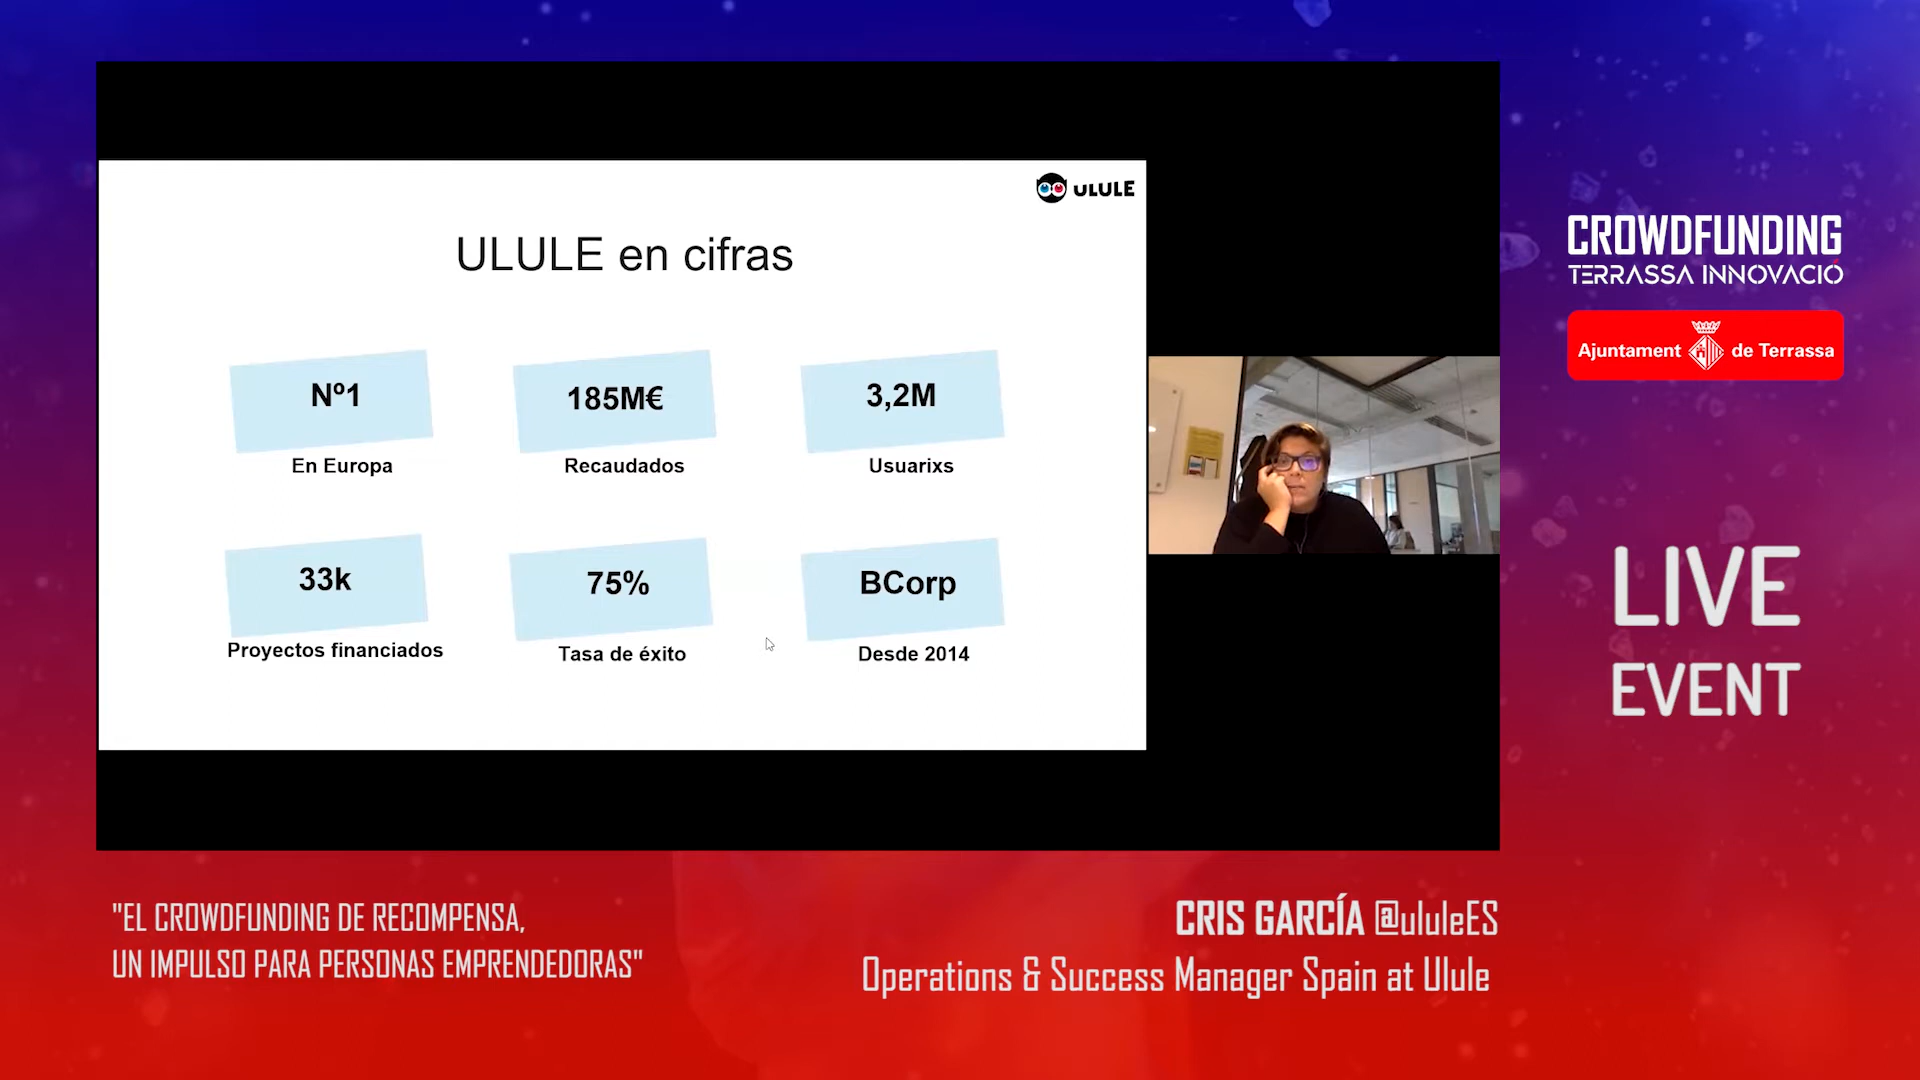 ULULE
ULULE en cifras
Nº1
En Europa
185M€
Recaudados
3,2M
Usuarixs
33k
Proyectos financiados
75%
Tasa de éxito
BCorp
Desde 2014
CROWDFUNDING
TERRASSA INNOVACIÓ
Ajuntament de Terrassa
LIVE
EVENT
"EL CROWDFUNDING DE RECOMPENSA,
UN IMPULSO PARA PERSONAS EMPRENDEDORAS"
CRIS GARCÍA @ululeES
Operations & Success Manager Spain at Ulule